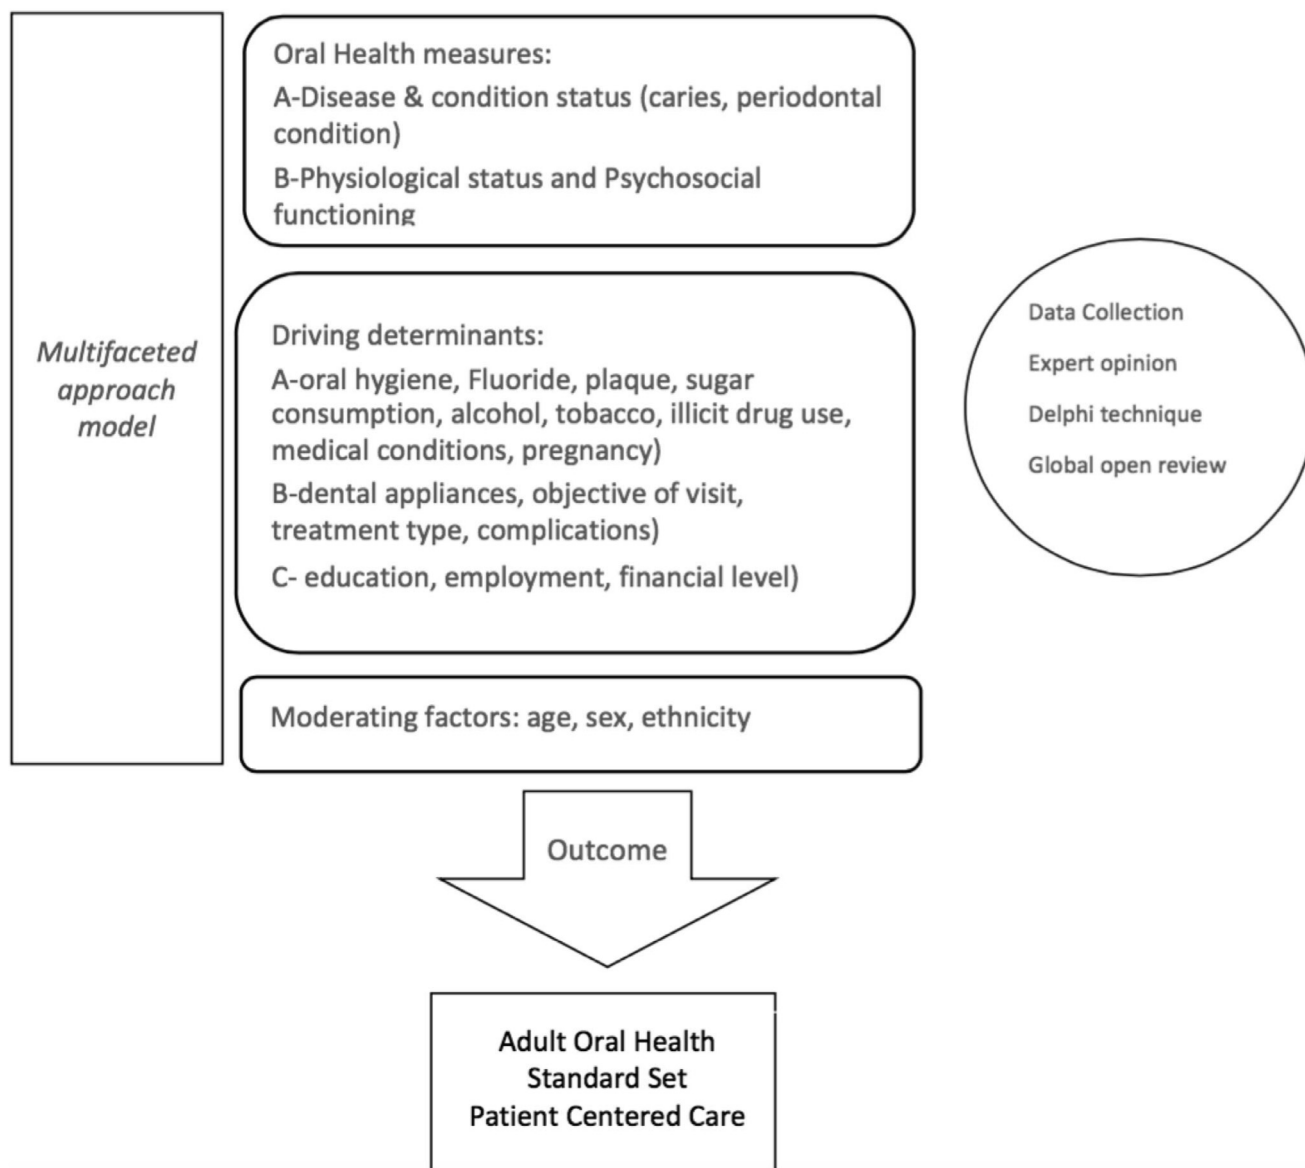 Multifaceted
approach
model
Oral Health measures:
A-Disease & condition status (caries, periodontal
condition)
B-Physiological status and Psychosocial
functioning
Driving determinants:
A-oral hygiene, Fluoride, plaque, sugar
consumption, alcohol, tobacco, illicit drug use,
medical conditions, pregnancy)
B-dental appliances, objective of visit,
treatment type, complications)
C- education, employment, financial level)
Moderating factors: age, sex, ethnicity
Data Collection
Expert opinion
Delphi technique
Global open review
Outcome
Adult Oral Health
Standard Set
Patient Centered Care